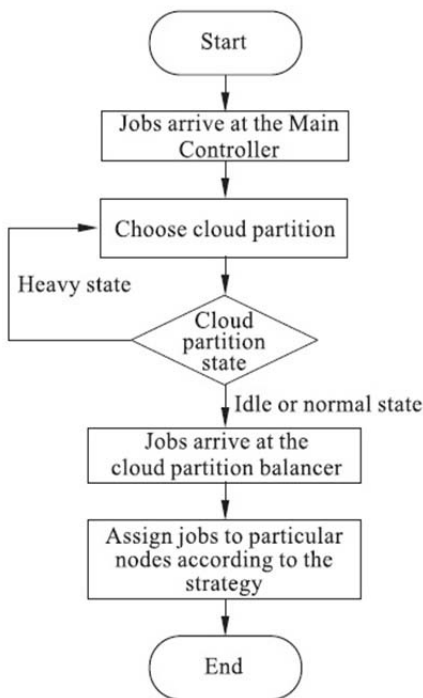 Start
Jobs arrive at the Main
Controller
Choose cloud partition
Heavy state
Cloud
partition
state
Idle or normal state
Jobs arrive at the
cloud partition balancer
Assign jobs to particular
nodes according to the
strategy
End